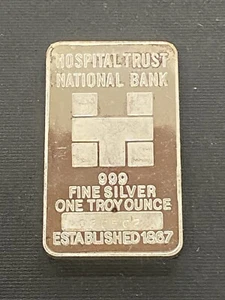 HOSPITAL TRUST
NATIONAL BANK
999
FINE SILVER
ONE TROY OUNCE
ESTABLISHED 1867